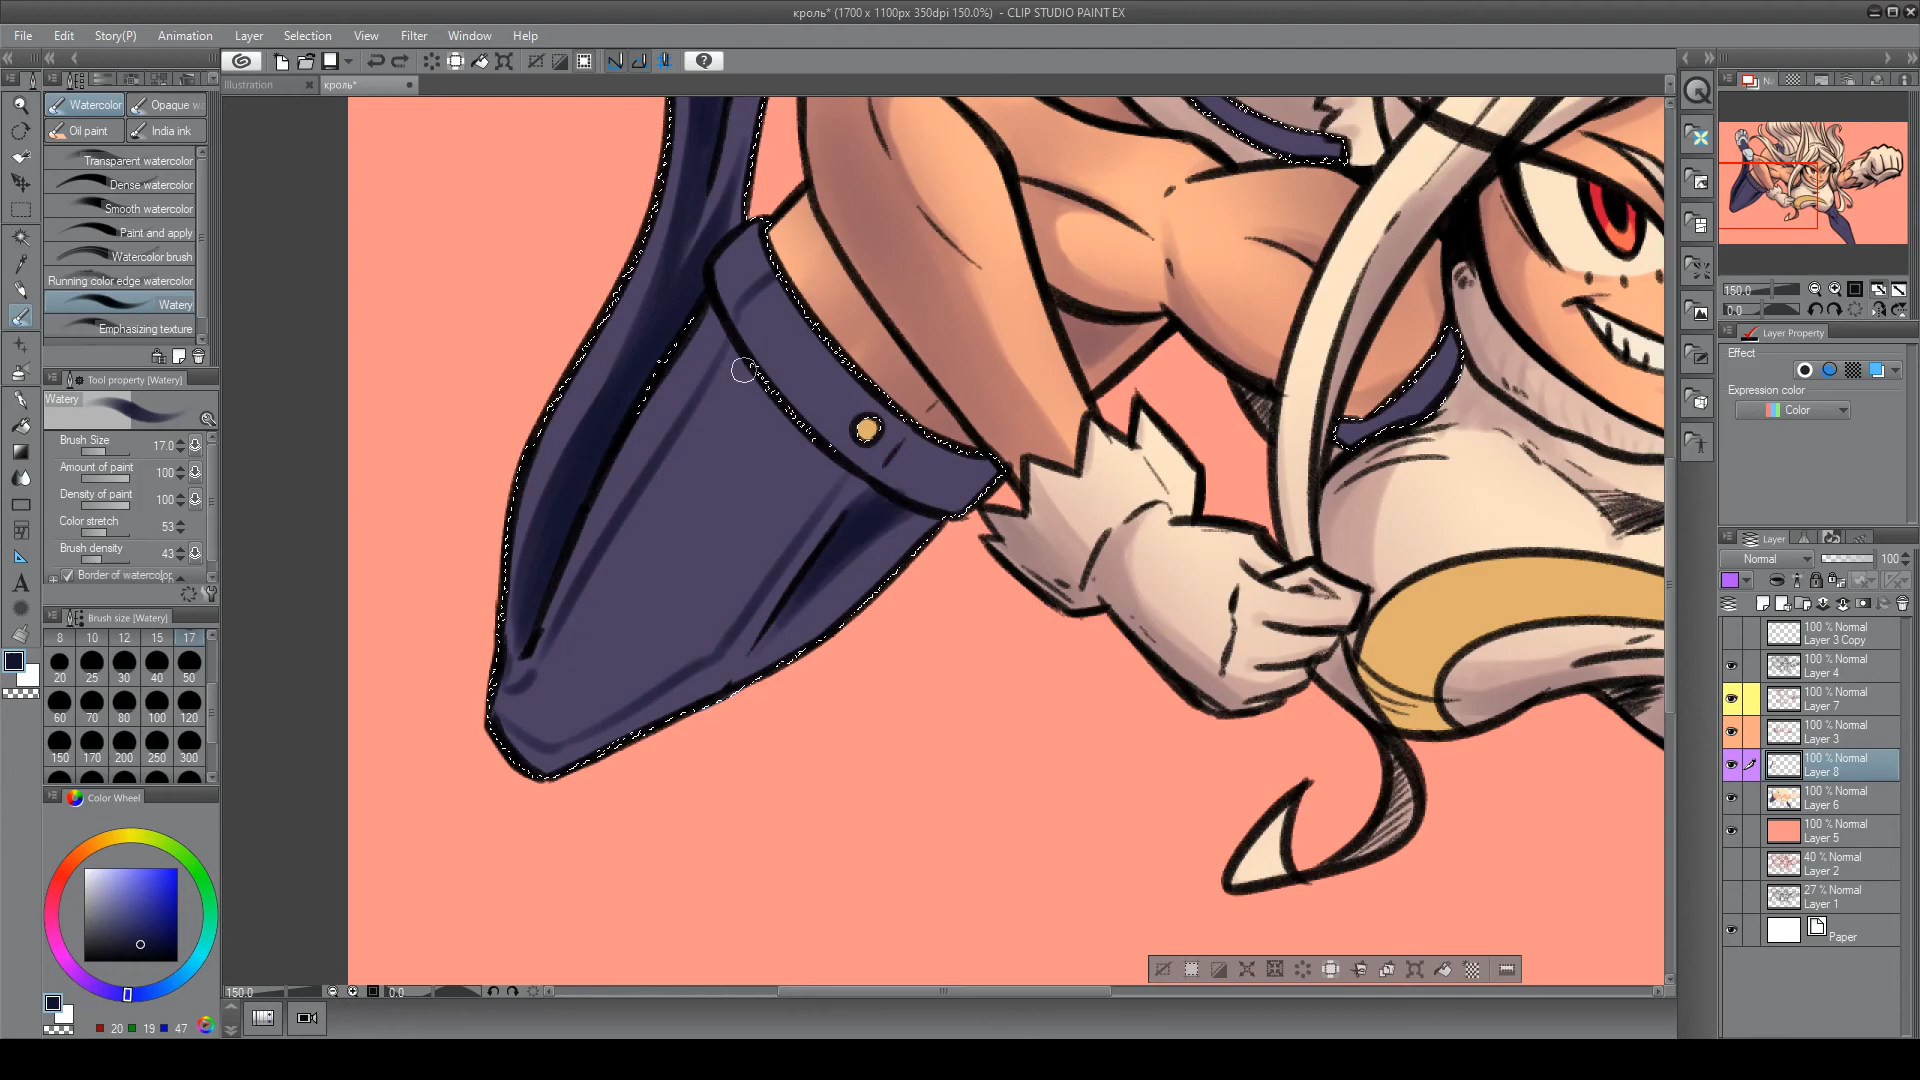 кроль* (1700 x 1100px 350dpi 150.0%) - CLIP STUDIO PAINT EX
File Edit Story(P) Animation Layer Selection View Filter Window Help
Illustration кроль*
Watercolor Opaque wa
Oil paint India ink
Transparent watercolor
Dense watercolor
Smooth watercolor
Paint and apply
Watercolor brush
Running color edge watercolor
Watery
Emphasizing texture
Tool property [Watery]
Watery
Brush Size 17.0
Amount of paint 100
Density of paint 100
Color stretch 53
Brush density 43
Border of watercolor
Brush size [Watery]
8 10 12 15 17
20 25 30 40 50
60 70 80 100 120
150 170 200 250 300
Color Wheel
20 19 47
150.0 0.0
150.0
0.0
Layer Property
Effect
Expression color
Color
Layer
Normal 100
100 % Normal
Layer 3 Copy
100 % Normal
Layer 4
100 % Normal
Layer 7
100 % Normal
Layer 3
100 % Normal
Layer 8
100 % Normal
Layer 6
100 % Normal
Layer 5
40 % Normal
Layer 2
27 % Normal
Layer 1
Paper